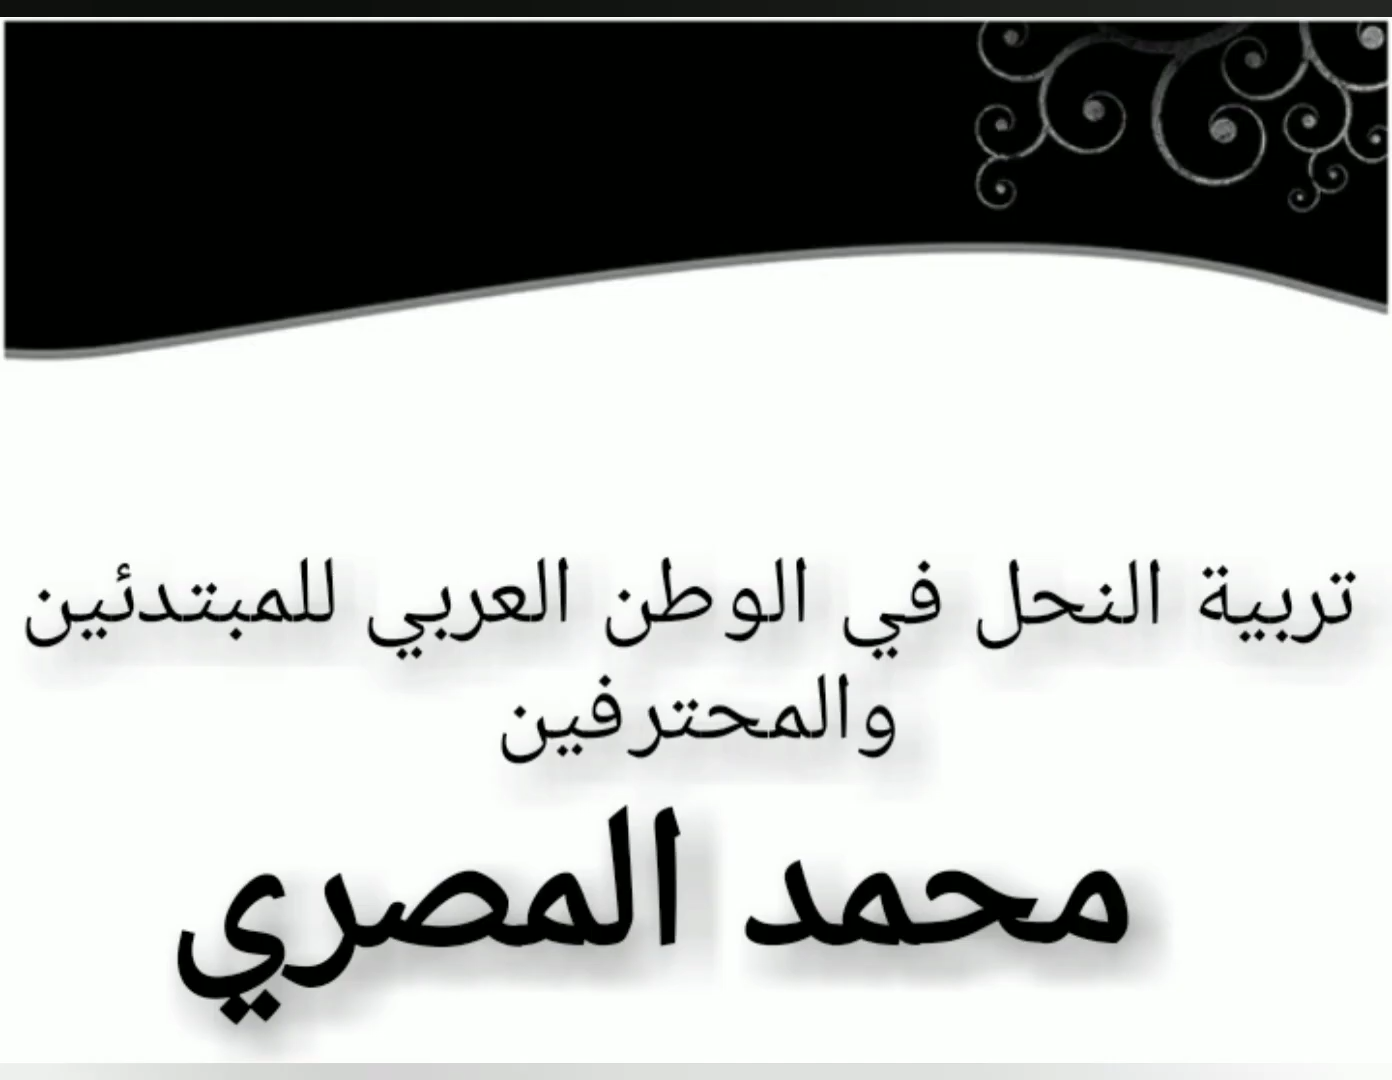 تربية النحل في الوطن العربي للمبتدئين
والمحترفين
محمد المصري